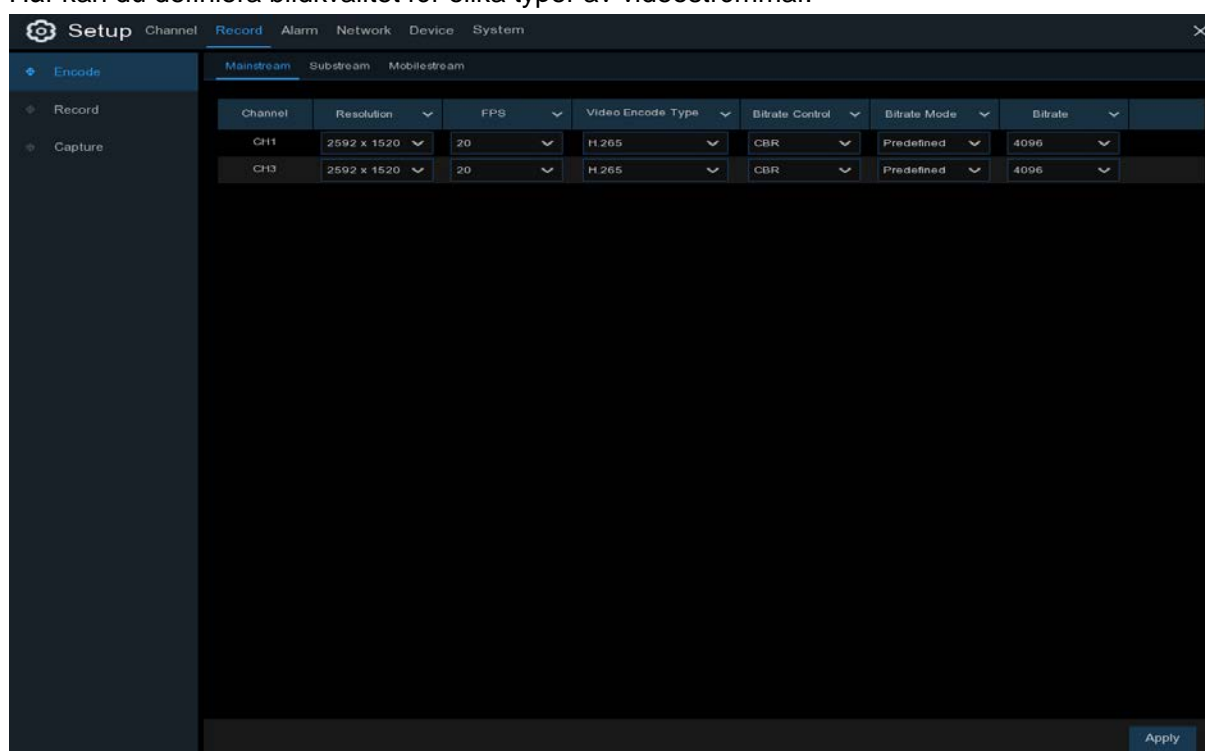 Här kan du definiera bildkvalitet för olika typer av videoströmmar.
Setup Channel Record Alarm Network Device System
Encode
Record
Capture
Mainstream Substream Mobilestream
Channel Resolution FPS Video Encode Type Bitrate Control Bitrate Mode Bitrate
CH1 2592 x 1520 20 H.265 CBR Predefined 4096
CH3 2592 x 1520 20 H.265 CBR Predefined 4096
Apply